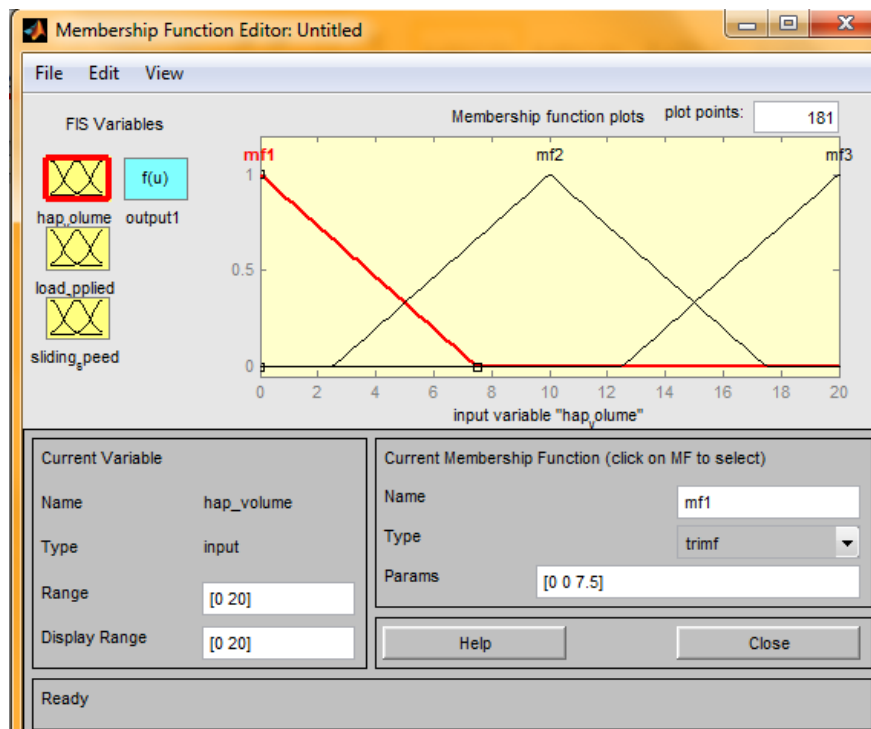 Membership Function Editor: Untitled
File Edit View
FIS Variables
Membership function plots plot points: 181
f(u)
hap_volume output1
load_pplied
sliding_speed
mf1 mf2 mf3
1
0.5
0
0 2 4 6 8 10 12 14 16 18 20
input variable "hap_volume"
Current Variable
Name hap_volume
Type input
Range [0 20]
Display Range [0 20]
Current Membership Function (click on MF to select)
Name mf1
Type trimf
Params [0 0 7.5]
Help Close
Ready